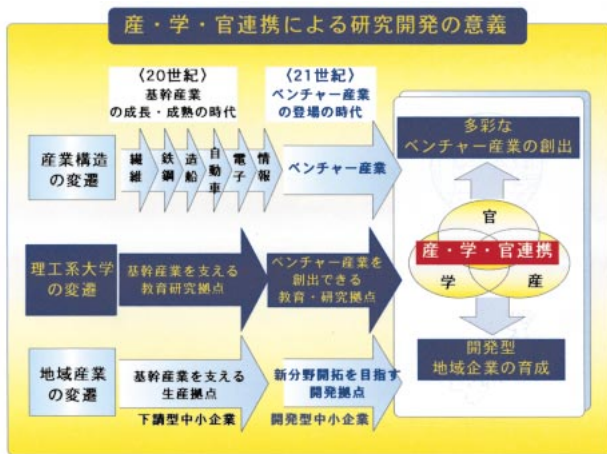 産・学・官連携による研究開発の意義
〈20世紀〉
基幹産業
の成長・成熟の時代
〈21世紀〉
ベンチャー産業
の登場の時代
産業構造
の変遷
繊維
鉄鋼
造船
自動車
電子
情報
ベンチャー産業
多彩な
ベンチャー産業の創出
理工系大学
の変遷
基幹産業を支える
教育研究拠点
ベンチャー産業を
創出できる
教育・研究拠点
官
産・学・官連携
学
産
地域産業
の変遷
基幹産業を支える
生産拠点
下請型中小企業
新分野開拓を目指す
開発拠点
開発型中小企業
開発型
地域企業の育成